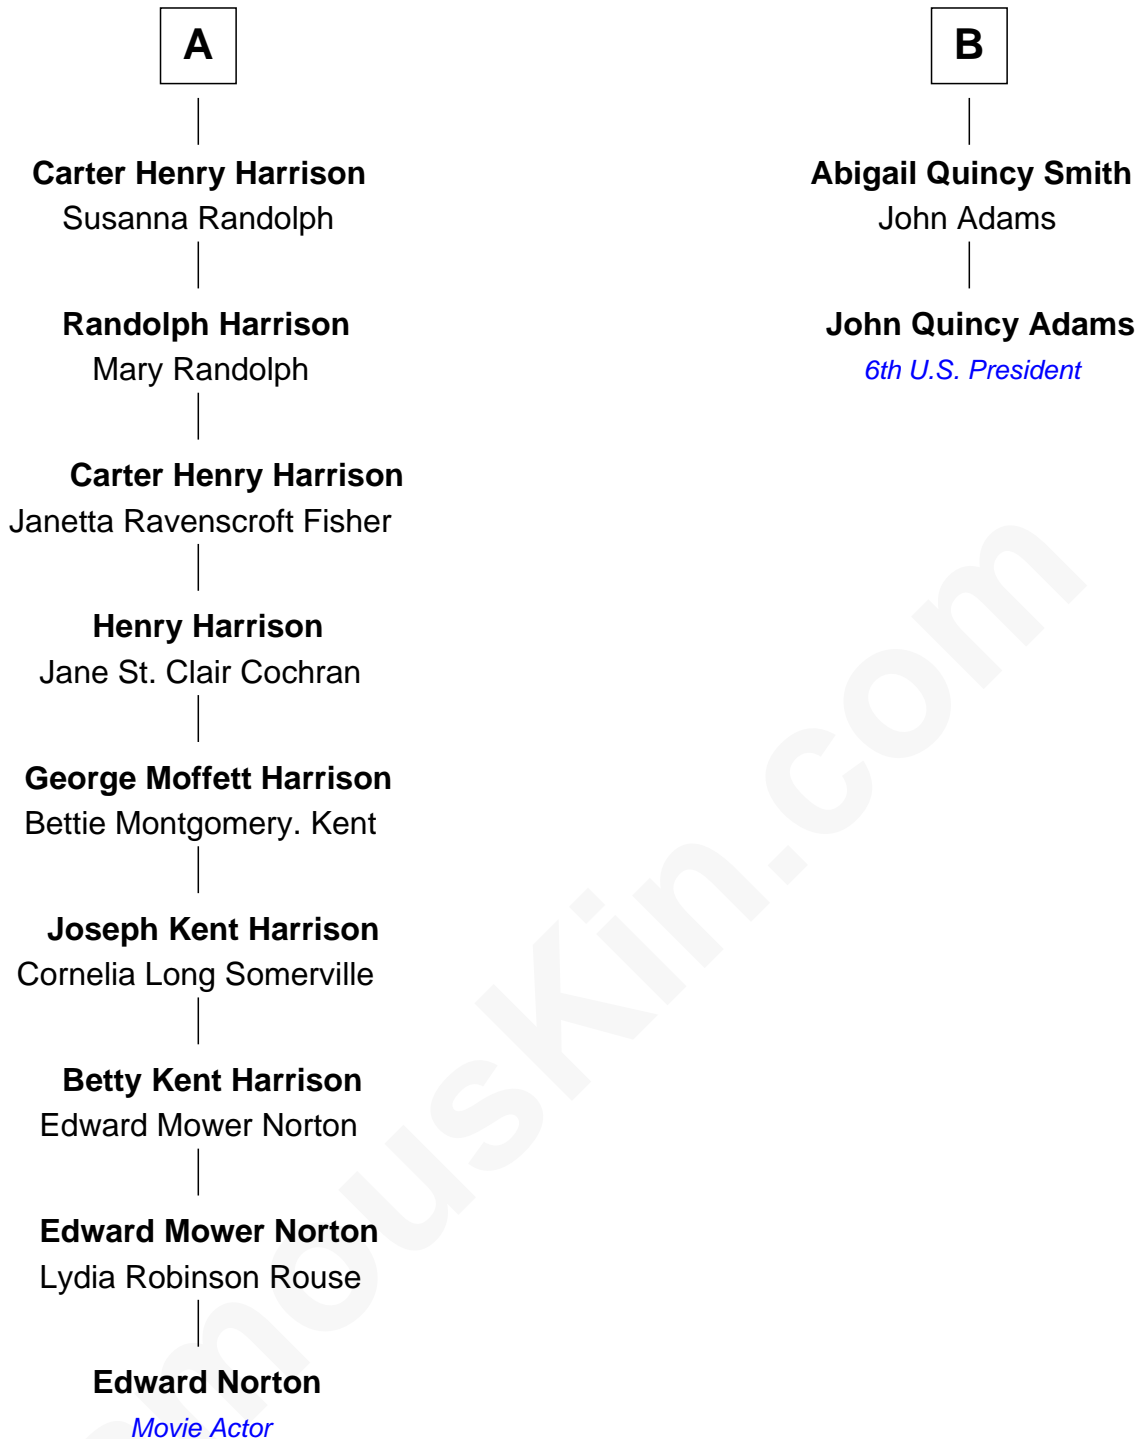 A
B
Carter Henry Harrison
Susanna Randolph
Abigail Quincy Smith
John Adams
Randolph Harrison
Mary Randolph
John Quincy Adams
6th U.S. President
Carter Henry Harrison
Janetta Ravenscroft Fisher
Henry Harrison
Jane St. Clair Cochran
George Moffett Harrison
Bettie Montgomery. Kent
Joseph Kent Harrison
Cornelia Long Somerville
Betty Kent Harrison
Edward Mower Norton
Edward Mower Norton
Lydia Robinson Rouse
Edward Norton
Movie Actor
mouskin.com